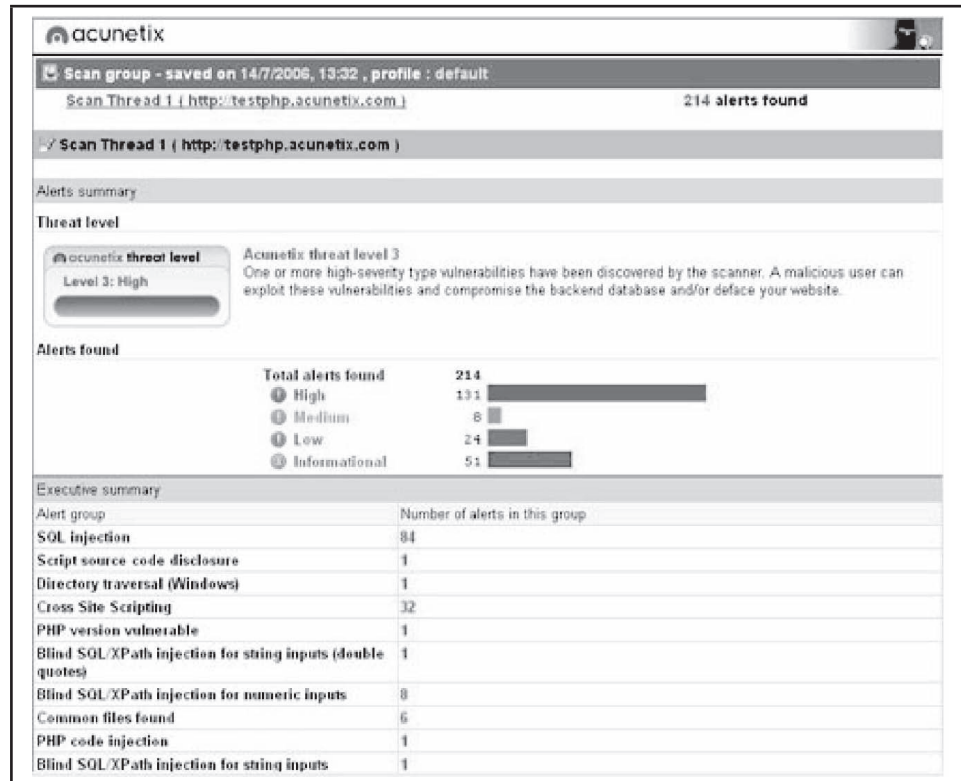 acunetix
Scan group - saved on 14/7/2006, 13:32 , profile : default
Scan Thread 1 ( http://testphp.acunetix.com )
214 alerts found
Scan Thread 1 ( http://testphp.acunetix.com )
Alerts summary
Threat level
acunetix threat level
Level 3: High
Acunetix threat level 3
One or more high-severity type vulnerabilities have been discovered by the scanner. A malicious user can
exploit these vulnerabilities and compromise the backend database and/or deface your website.
Alerts found
Total alerts found 214
High 131
Medium 8
Low 24
Informational 51
Executive summary
Alert group Number of alerts in this group
SQL injection 84
Script source code disclosure 1
Directory traversal (Windows) 1
Cross Site Scripting 32
PHP version vulnerable 1
Blind SQL/XPath injection for string inputs (double 1
quotes)
Blind SQL/XPath injection for numeric inputs 8
Common files found 6
PHP code injection 1
Blind SQL/XPath injection for string inputs 1